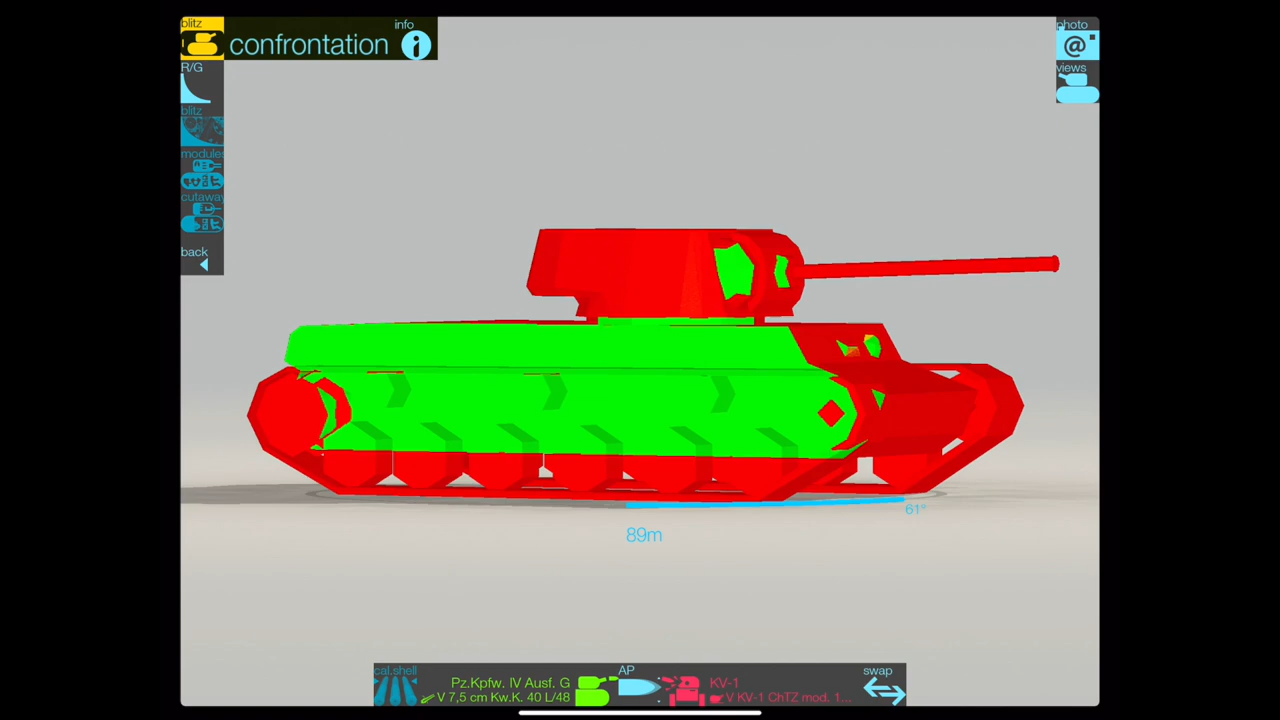 blitz
confrontation
info
R/G
blitz
modules
cutaway
back
photo
@
views
61°
89m
cal.shell
Pz.Kpfw. IV Ausf. G
V 7,5 cm Kw.K. 40 L/48
AP
KV-1
V KV-1 ChTZ mod. 1...
swap